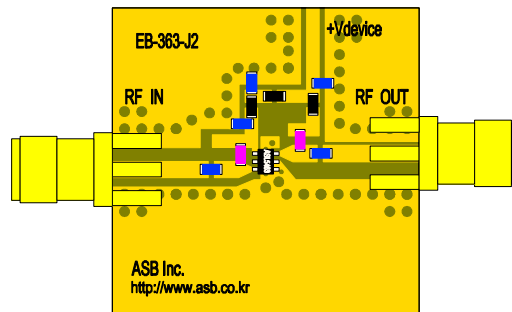 EB-363-J2
+Vdevice
RF IN
RF OUT
ASB Inc.
http://www.asb.co.kr